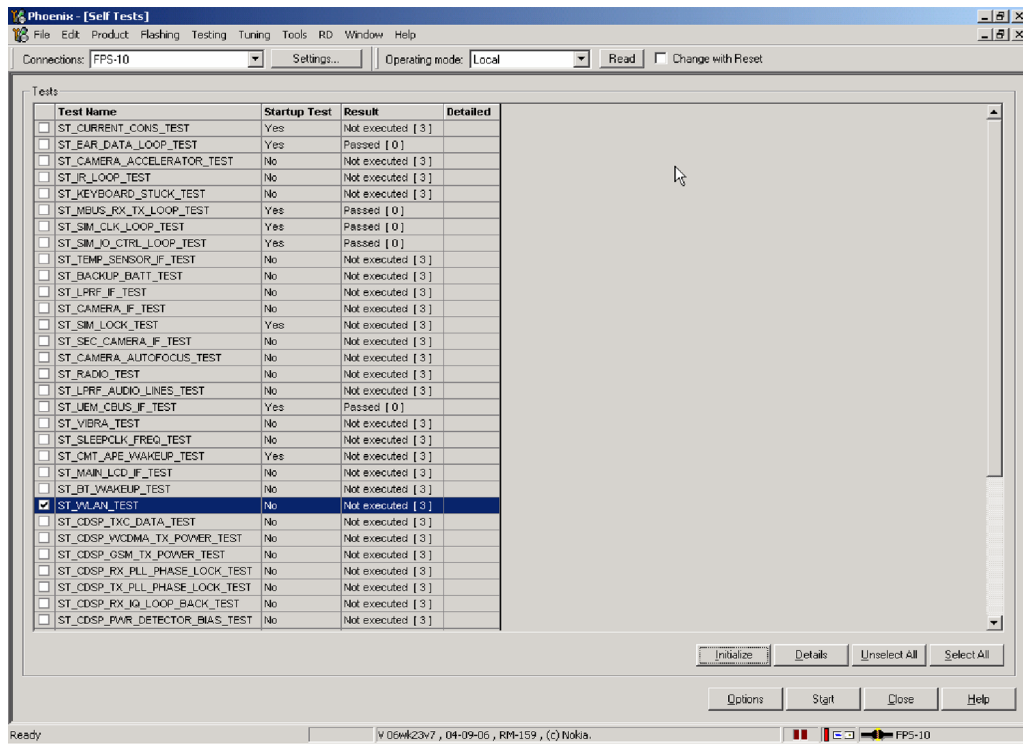 Phoenix - [Self Tests]
File Edit Product Flashing Testing Tuning Tools RD Window Help
Connections: FPS-10 Settings... Operating mode: Local Read Change with Reset
Tests
Test Name Startup Test Result Detailed
ST_CURRENT_CONS_TEST Yes Not executed [ 3 ]
ST_EAR_DATA_LOOP_TEST Yes Passed [ 0 ]
ST_CAMERA_ACCELERATOR_TEST No Not executed [ 3 ]
ST_IR_LOOP_TEST No Not executed [ 3 ]
ST_KEYBOARD_STUCK_TEST No Not executed [ 3 ]
ST_MBUS_RX_TX_LOOP_TEST Yes Passed [ 0 ]
ST_SIM_CLK_LOOP_TEST Yes Passed [ 0 ]
ST_SIM_IO_CTRL_LOOP_TEST Yes Passed [ 0 ]
ST_TEMP_SENSOR_IF_TEST No Not executed [ 3 ]
ST_BACKUP_BATT_TEST No Not executed [ 3 ]
ST_LPRF_IF_TEST No Not executed [ 3 ]
ST_CAMERA_IF_TEST No Not executed [ 3 ]
ST_SIM_LOCK_TEST Yes Not executed [ 3 ]
ST_SEC_CAMERA_IF_TEST No Not executed [ 3 ]
ST_CAMERA_AUTOFOCUS_TEST No Not executed [ 3 ]
ST_RADIO_TEST No Not executed [ 3 ]
ST_LPRF_AUDIO_LINES_TEST No Not executed [ 3 ]
ST_UEM_CBUS_IF_TEST Yes Passed [ 0 ]
ST_VIBRA_TEST No Not executed [ 3 ]
ST_SLEEPCLK_FREQ_TEST No Not executed [ 3 ]
ST_CMT_APE_WAKEUP_TEST Yes Not executed [ 3 ]
ST_MAIN_LCD_IF_TEST No Not executed [ 3 ]
ST_BT_WAKEUP_TEST No Not executed [ 3 ]
ST_WLAN_TEST No Not executed [ 3 ]
ST_CDSP_TXC_DATA_TEST No Not executed [ 3 ]
ST_CDSP_WCDMA_TX_POWER_TEST No Not executed [ 3 ]
ST_CDSP_GSM_TX_POWER_TEST No Not executed [ 3 ]
ST_CDSP_RX_PLL_PHASE_LOCK_TEST No Not executed [ 3 ]
ST_CDSP_TX_PLL_PHASE_LOCK_TEST No Not executed [ 3 ]
ST_CDSP_RX_IQ_LOOP_BACK_TEST No Not executed [ 3 ]
ST_CDSP_PWR_DETECTOR_BIAS_TEST No Not executed [ 3 ]
Initialize Details Unselect All Select All
Options Start Close Help
Ready V 06wk23v7 , 04-09-06 , RM-159 , (c) Nokia. FPS-10